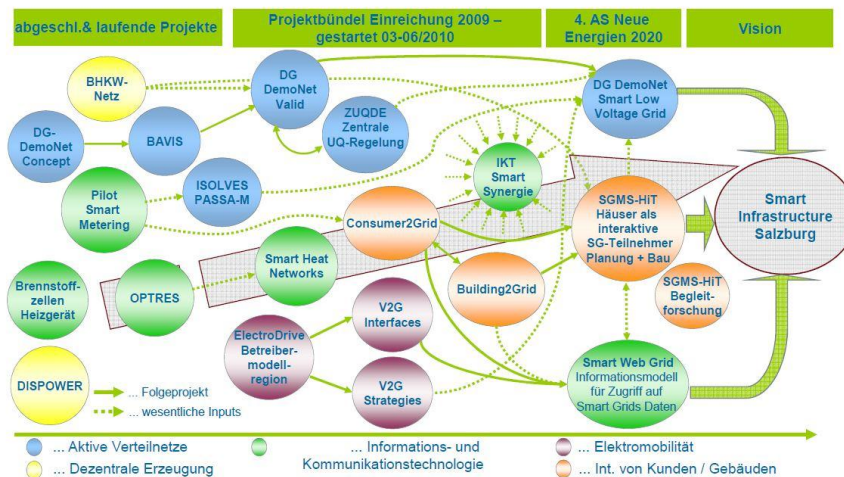 abgeschl.& laufende Projekte
Projektbündel Einreichung 2009 –
gestartet 03-06/2010
4. AS Neue
Energien 2020
Vision
BHKW-
Netz
DG-
DemoNet
Concept
BAVIS
DG
DemoNet
Valid
ZUQDE
Zentrale
UQ-Regelung
DG DemoNet
Smart Low
Voltage Grid
Pilot
Smart
Metering
ISOLVES
PASSA-M
IKT
Smart
Synergie
Consumer2Grid
SGMS-HiT
Häuser als
interaktive
SG-Teilnehmer
Planung + Bau
Smart
Infrastructure
Salzburg
Brennstoff-
zellen
Heizgerät
OPTRES
Smart Heat
Networks
Building2Grid
SGMS-HiT
Begleit-
forschung
ElectroDrive
Betreiber-
modell-
region
V2G
Interfaces
V2G
Strategies
Smart Web Grid
Informationsmodell
für Zugriff auf
Smart Grids Daten
DISPOWER
... Folgeprojekt
... wesentliche Inputs
... Aktive Verteilnetze
... Dezentrale Erzeugung
... Informations- und
Kommunikationstechnologie
... Elektromobilität
... Int. von Kunden / Gebäuden